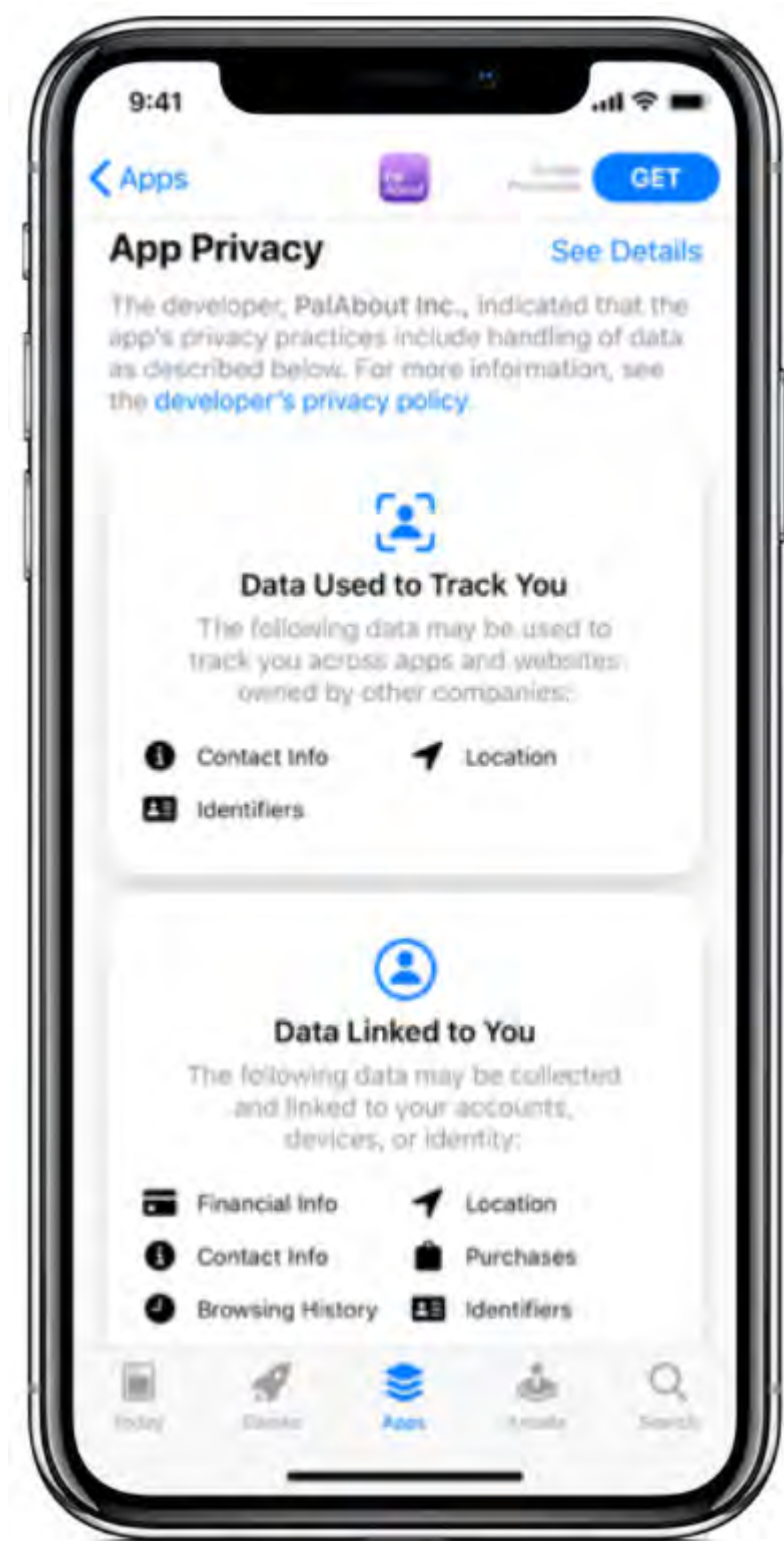 9:41
Apps
GET
App Privacy
See Details
The developer, PalAbout Inc., indicated that the
app's privacy practices include handling of data
as described below. For more information, see
the developer's privacy policy.
Data Used to Track You
The following data may be used to
track you across apps and websites
owned by other companies:
Contact Info
Location
Identifiers
Data Linked to You
The following data may be collected
and linked to your accounts,
devices, or identity:
Financial Info
Location
Contact Info
Purchases
Browsing History
Identifiers
Today
Games
Apps
Arcade
Search